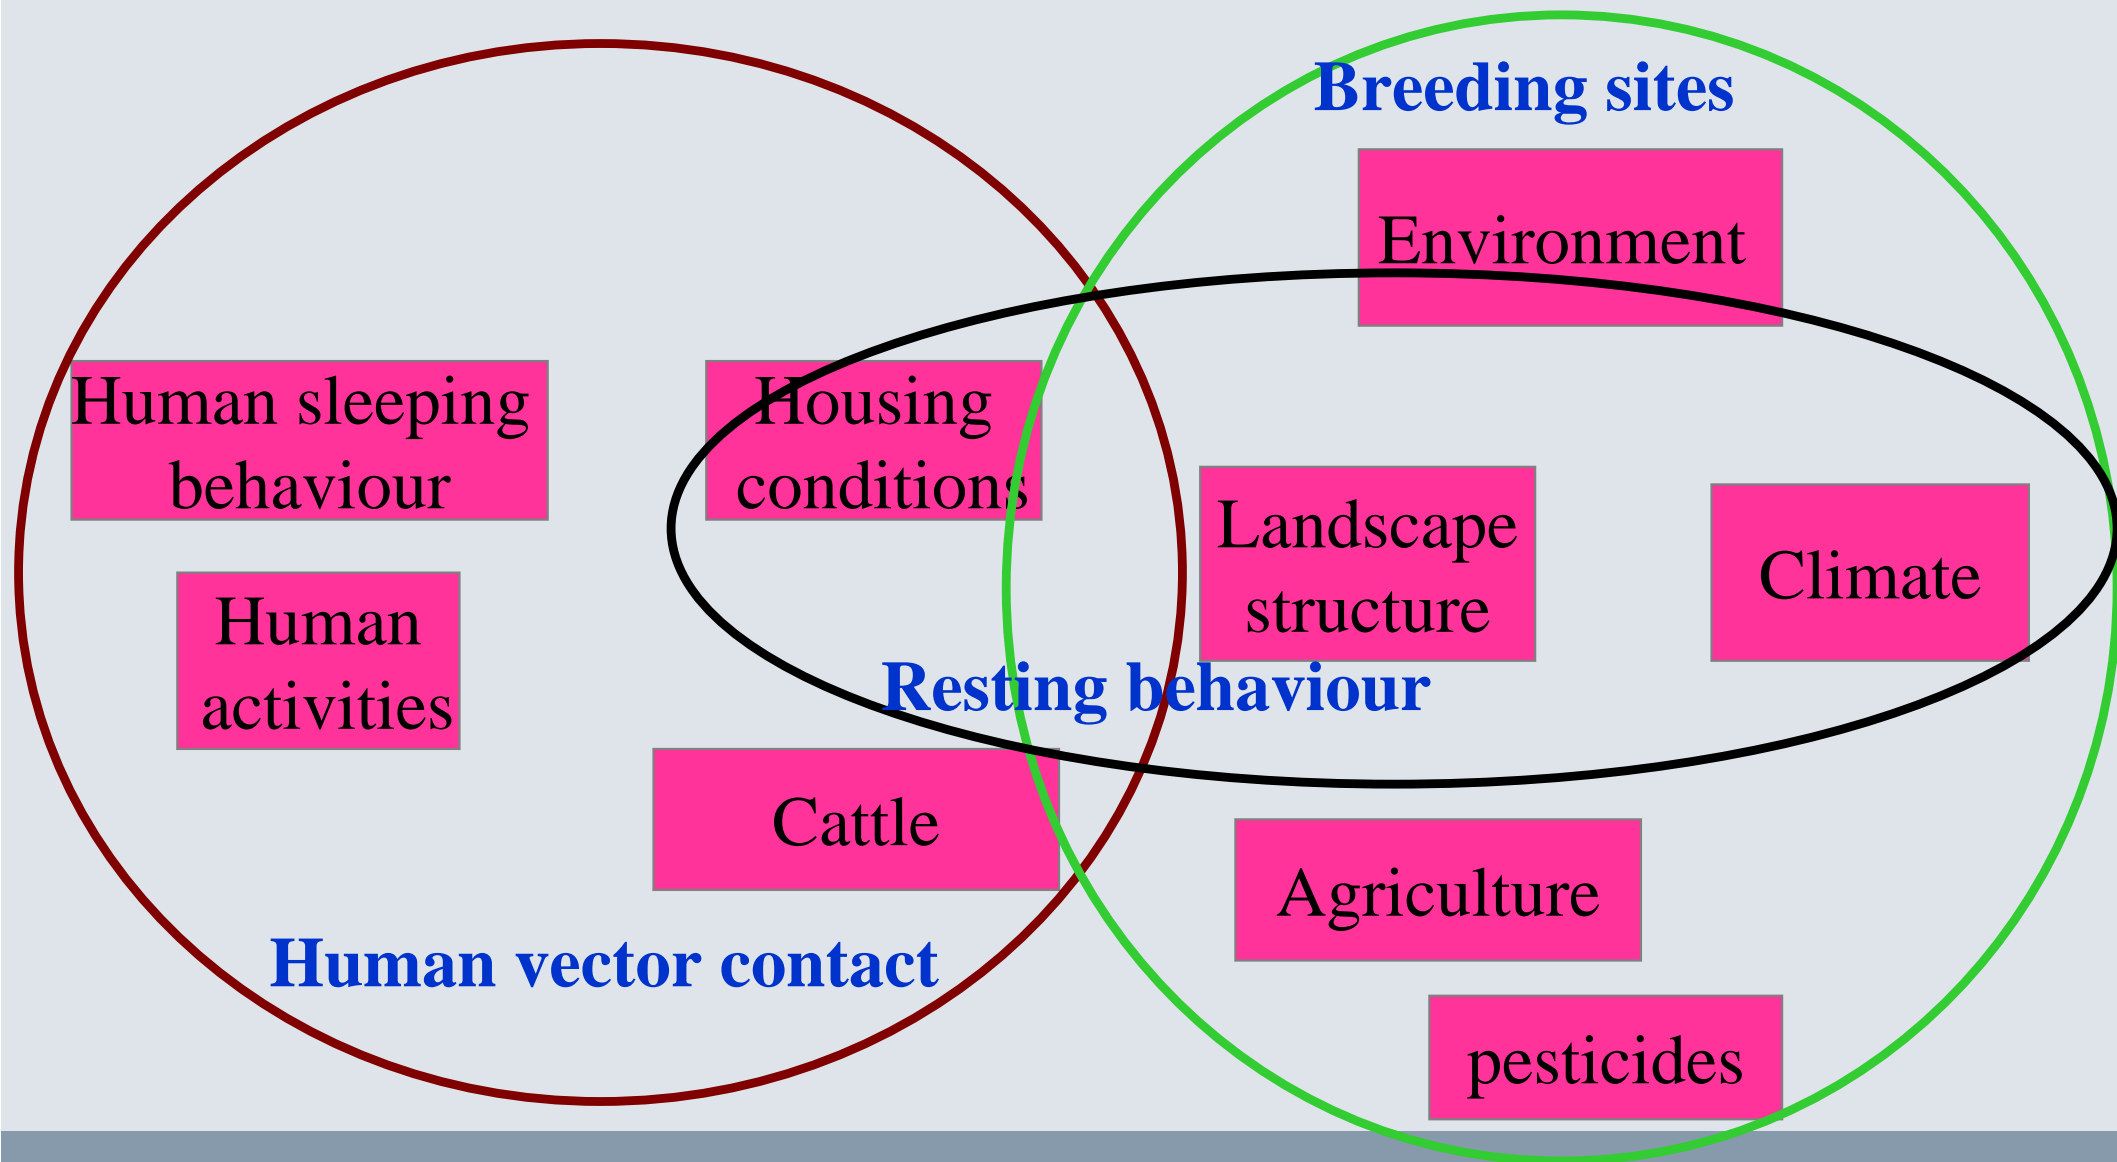 Breeding sites
Environment
Human sleeping
behaviour
Housing
conditions
Landscape
structure
Climate
Human
activities
Resting behaviour
Cattle
Agriculture
Human vector contact
pesticides